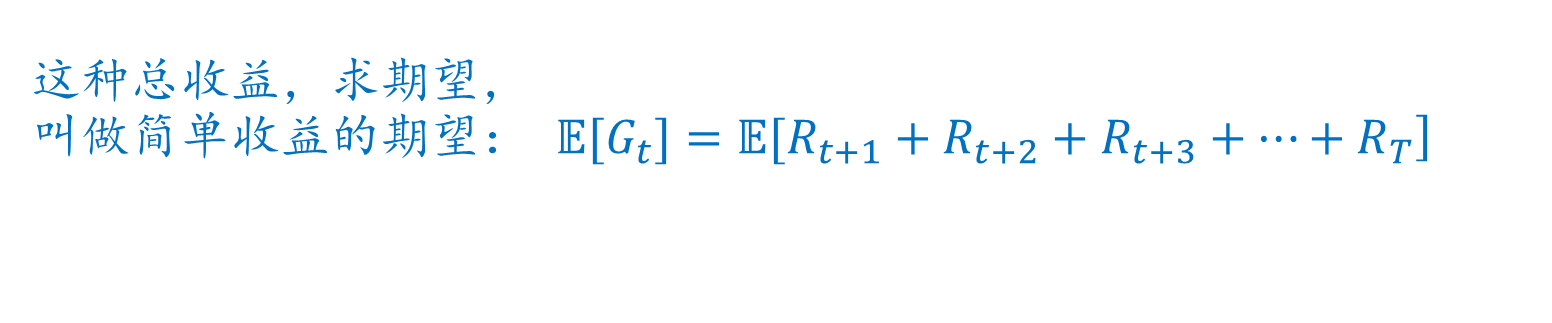 这种总收益，求期望，
叫做简单收益的期望： 𝔼[G_t] = 𝔼[R_{t+1} + R_{t+2} + R_{t+3} + ⋯ + R_T]